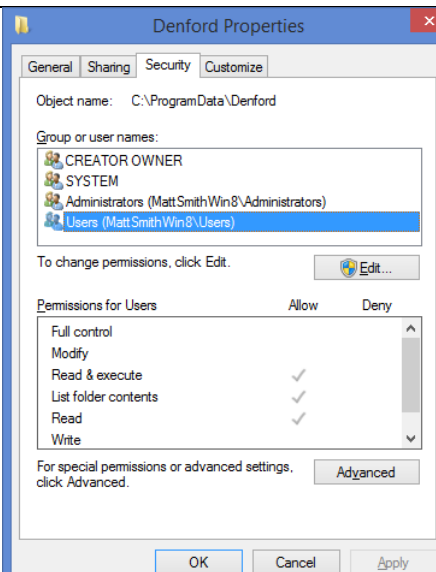 Denford Properties
General Sharing Security Customize
Object name: C:\ProgramData\Denford
Group or user names:
CREATOR OWNER
SYSTEM
Administrators (MattSmithWin8\Administrators)
Users (MattSmithWin8\Users)
To change permissions, click Edit. Edit...
Permissions for Users Allow Deny
Full control
Modify
Read & execute
List folder contents
Read
Write
For special permissions or advanced settings, Advanced
click Advanced.
OK Cancel Apply